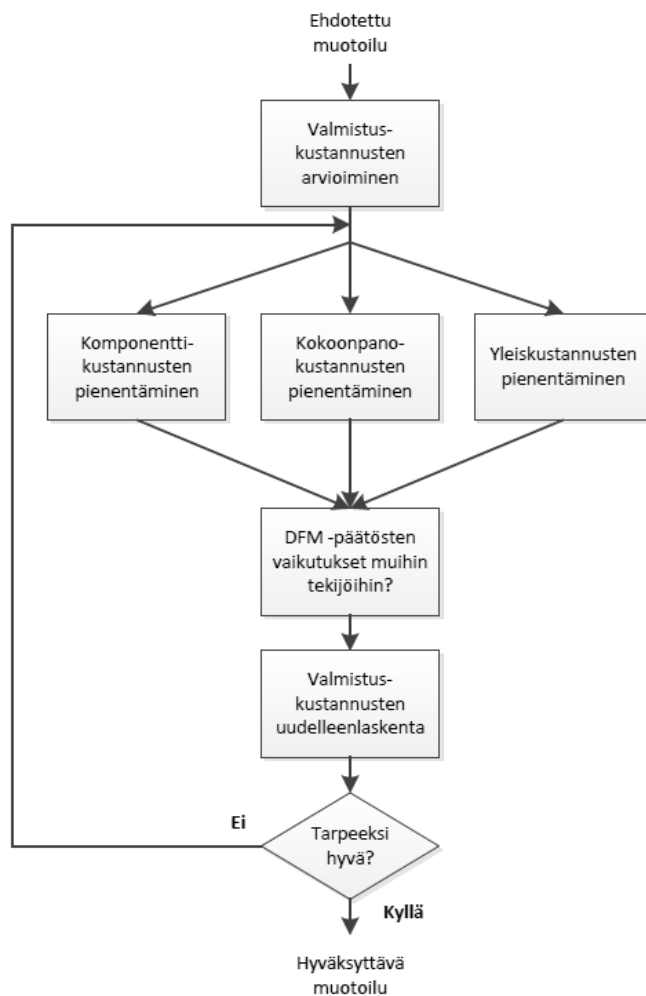 Ehdotettu
muotoilu
Valmistus-
kustannusten
arvioiminen
Komponentti-
kustannusten
pienentäminen
Kokoonpano-
kustannusten
pienentäminen
Yleiskustannusten
pienentäminen
DFM -päätösten
vaikutukset muihin
tekijöihin?
Valmistus-
kustannusten
uudelleenlaskenta
Ei
Tarpeeksi
hyvä?
Kyllä
Hyväksyttävä
muotoilu